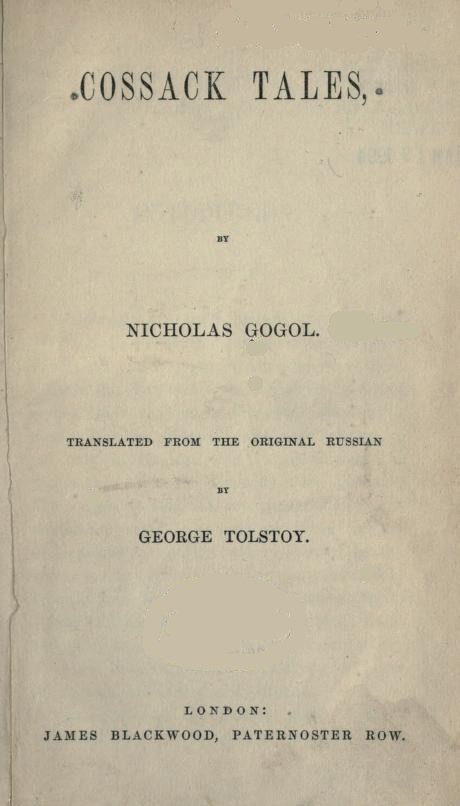 COSSACK TALES,
BY
NICHOLAS GOGOL.
TRANSLATED FROM THE ORIGINAL RUSSIAN
BY
GEORGE TOLSTOY.
LONDON:
JAMES BLACKWOOD, PATERNOSTER ROW.